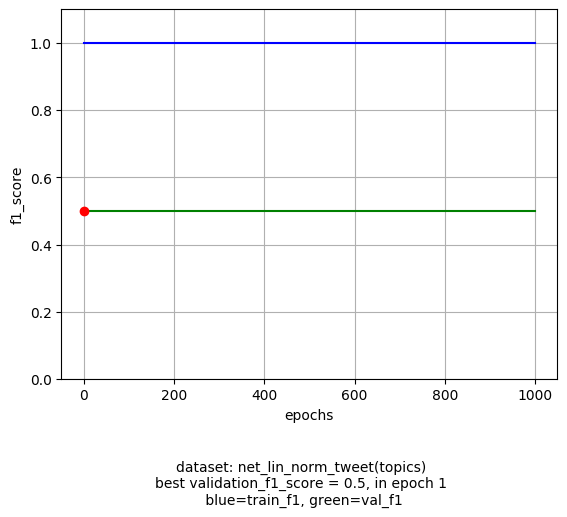 1.0
0.8
0.6
0.4
0.2
0.0
f1_score
0 200 400 600 800 1000
epochs
dataset: net_lin_norm_tweet(topics)
best validation_f1_score = 0.5, in epoch 1
blue=train_f1, green=val_f1